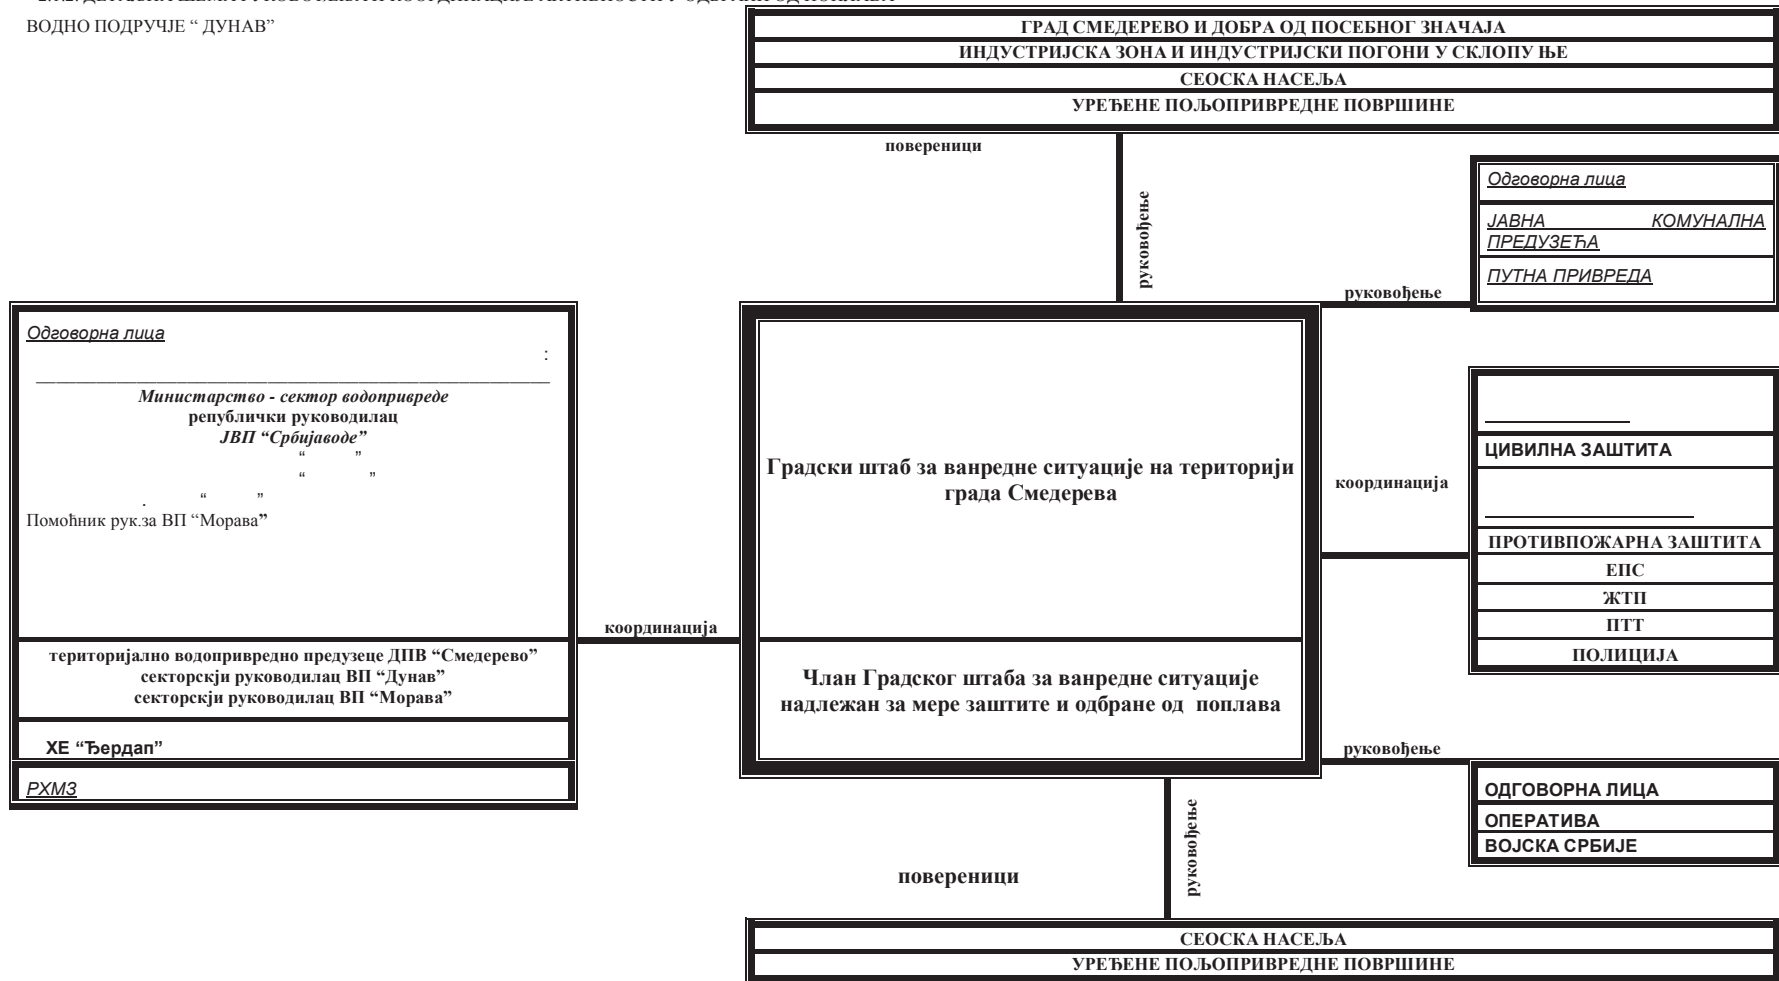 ВОДНО ПОДРУЧЈЕ “ ДУНАВ”
ГРАД СМЕДЕРЕВО И ДОБРА ОД ПОСЕБНОГ ЗНАЧАЈА
ИНДУСТРИЈСКА ЗОНА И ИНДУСТРИЈСКИ ПОГОНИ У СКЛОПУ ЊЕ
СЕОСКА НАСЕЉА
УРЕЂЕНЕ ПОЉОПРИВРЕДНЕ ПОВРШИНЕ
повереници
руковођење
Одговорна лица
ЈАВНА КОМУНАЛНА
ПРЕДУЗЕЋА
ПУТНА ПРИВРЕДА
руковођење
Одговорна лица
:
Министарство - сектор водопривреде
републички руководилац
ЈВП “Србијаводе”
“ ”
“ ”
“ ”
.
Помоћник рук.за ВП “Морава”
територијално водопривредно предузеце ДПВ “Смедерево”
секторскји руководилац ВП “Дунав”
секторскји руководилац ВП “Морава”
ХЕ “Ђердап”
РХМЗ
координација
Градски штаб за ванредне ситуације на територији
града Смедерева
Члан Градског штаба за ванредне ситуације
надлежан за мере заштите и одбране од поплава
координација
ЦИВИЛНА ЗАШТИТА
ПРОТИВПОЖАРНА ЗАШТИТА
ЕПС
ЖТП
ПТТ
ПОЛИЦИЈА
руковођење
ОДГОВОРНА ЛИЦА
ОПЕРАТИВА
ВОЈСКА СРБИЈЕ
руковођење
повереници
СЕОСКА НАСЕЉА
УРЕЂЕНЕ ПОЉОПРИВРЕДНЕ ПОВРШИНЕ